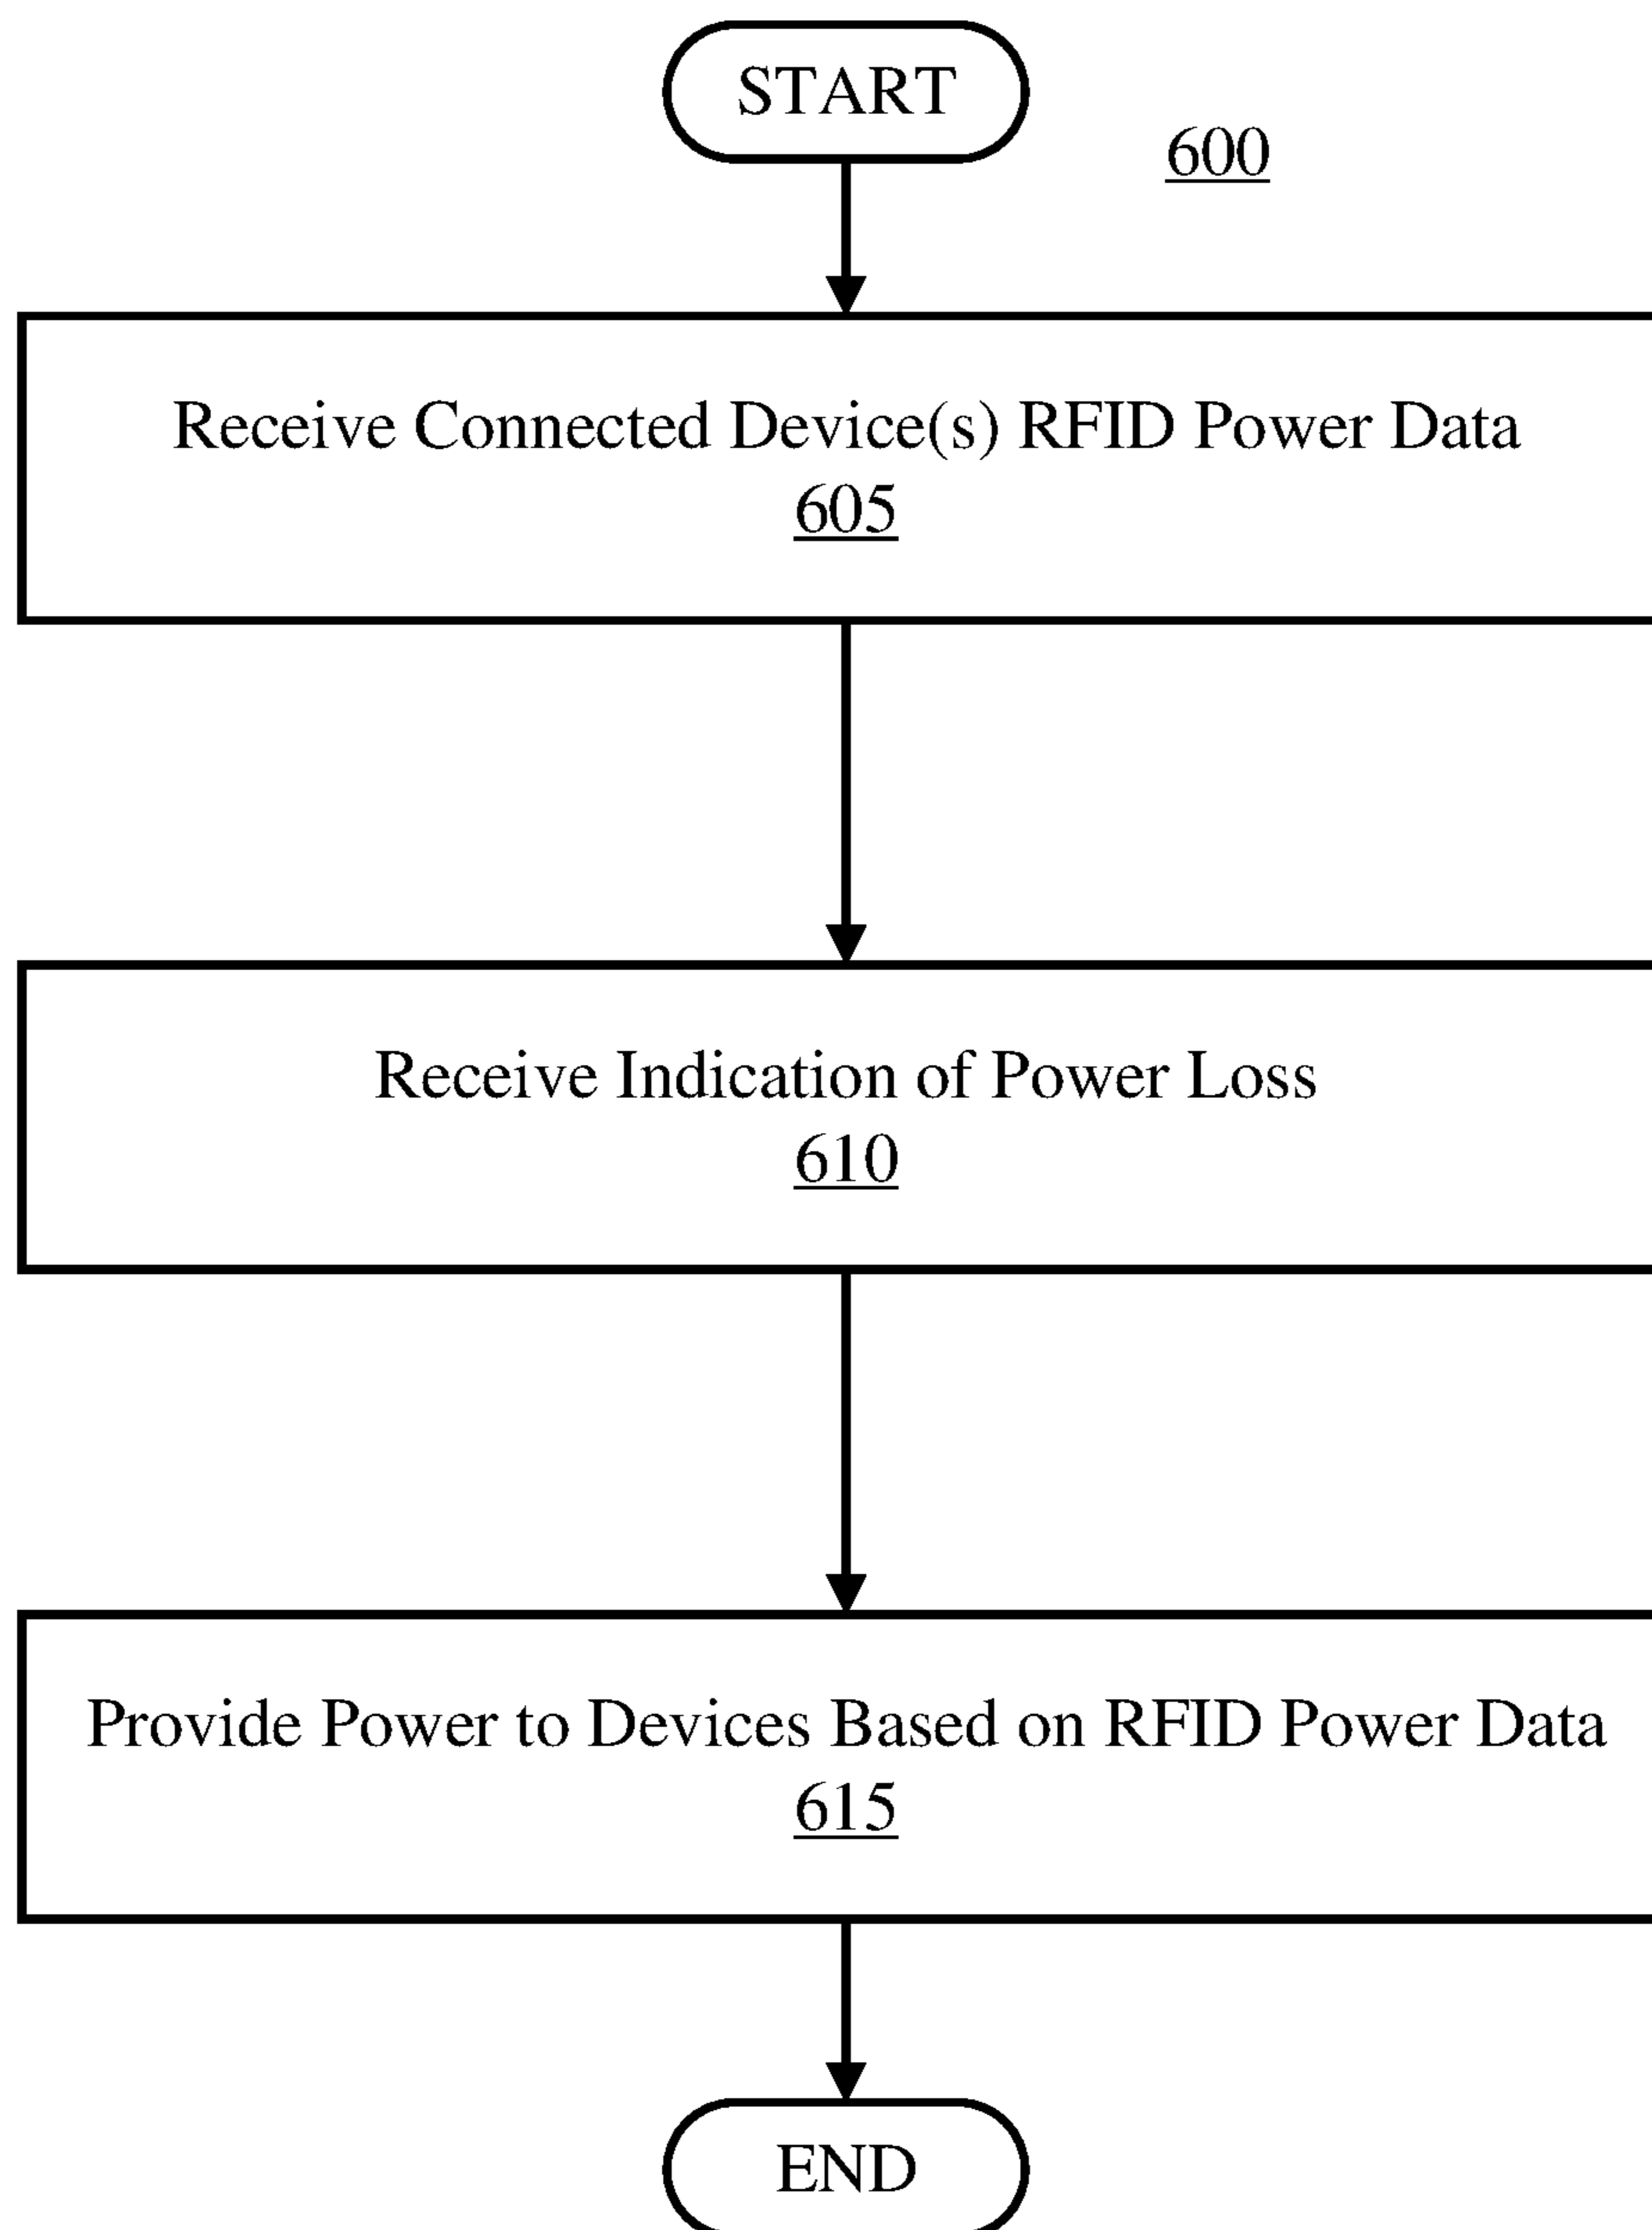 START
600
Receive Connected Device(s) RFID Power Data
605
Receive Indication of Power Loss
610
Provide Power to Devices Based on RFID Power Data
615
END